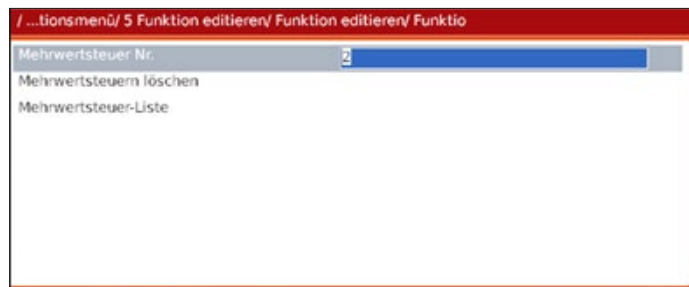 / ...tionsmenü/ 5 Funktion editieren/ Funktion editieren/ Funktio
Mehrwertsteuer Nr. 2
Mehrwertsteuern löschen
Mehrwertsteuer-Liste